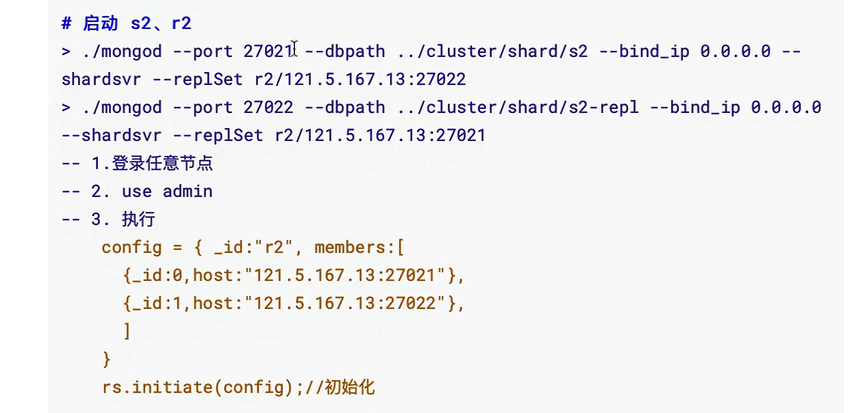 # 启动 s2、r2
> ./mongod --port 27021 --dbpath ../cluster/shard/s2 --bind_ip 0.0.0.0 --
shardsvr --replSet r2/121.5.167.13:27022
> ./mongod --port 27022 --dbpath ../cluster/shard/s2-repl --bind_ip 0.0.0.0
--shardsvr --replSet r2/121.5.167.13:27021
-- 1.登录任意节点
-- 2. use admin
-- 3. 执行
config = { _id:"r2", members:[
{_id:0,host:"121.5.167.13:27021"},
{_id:1,host:"121.5.167.13:27022"},
]
}
rs.initiate(config);//初始化